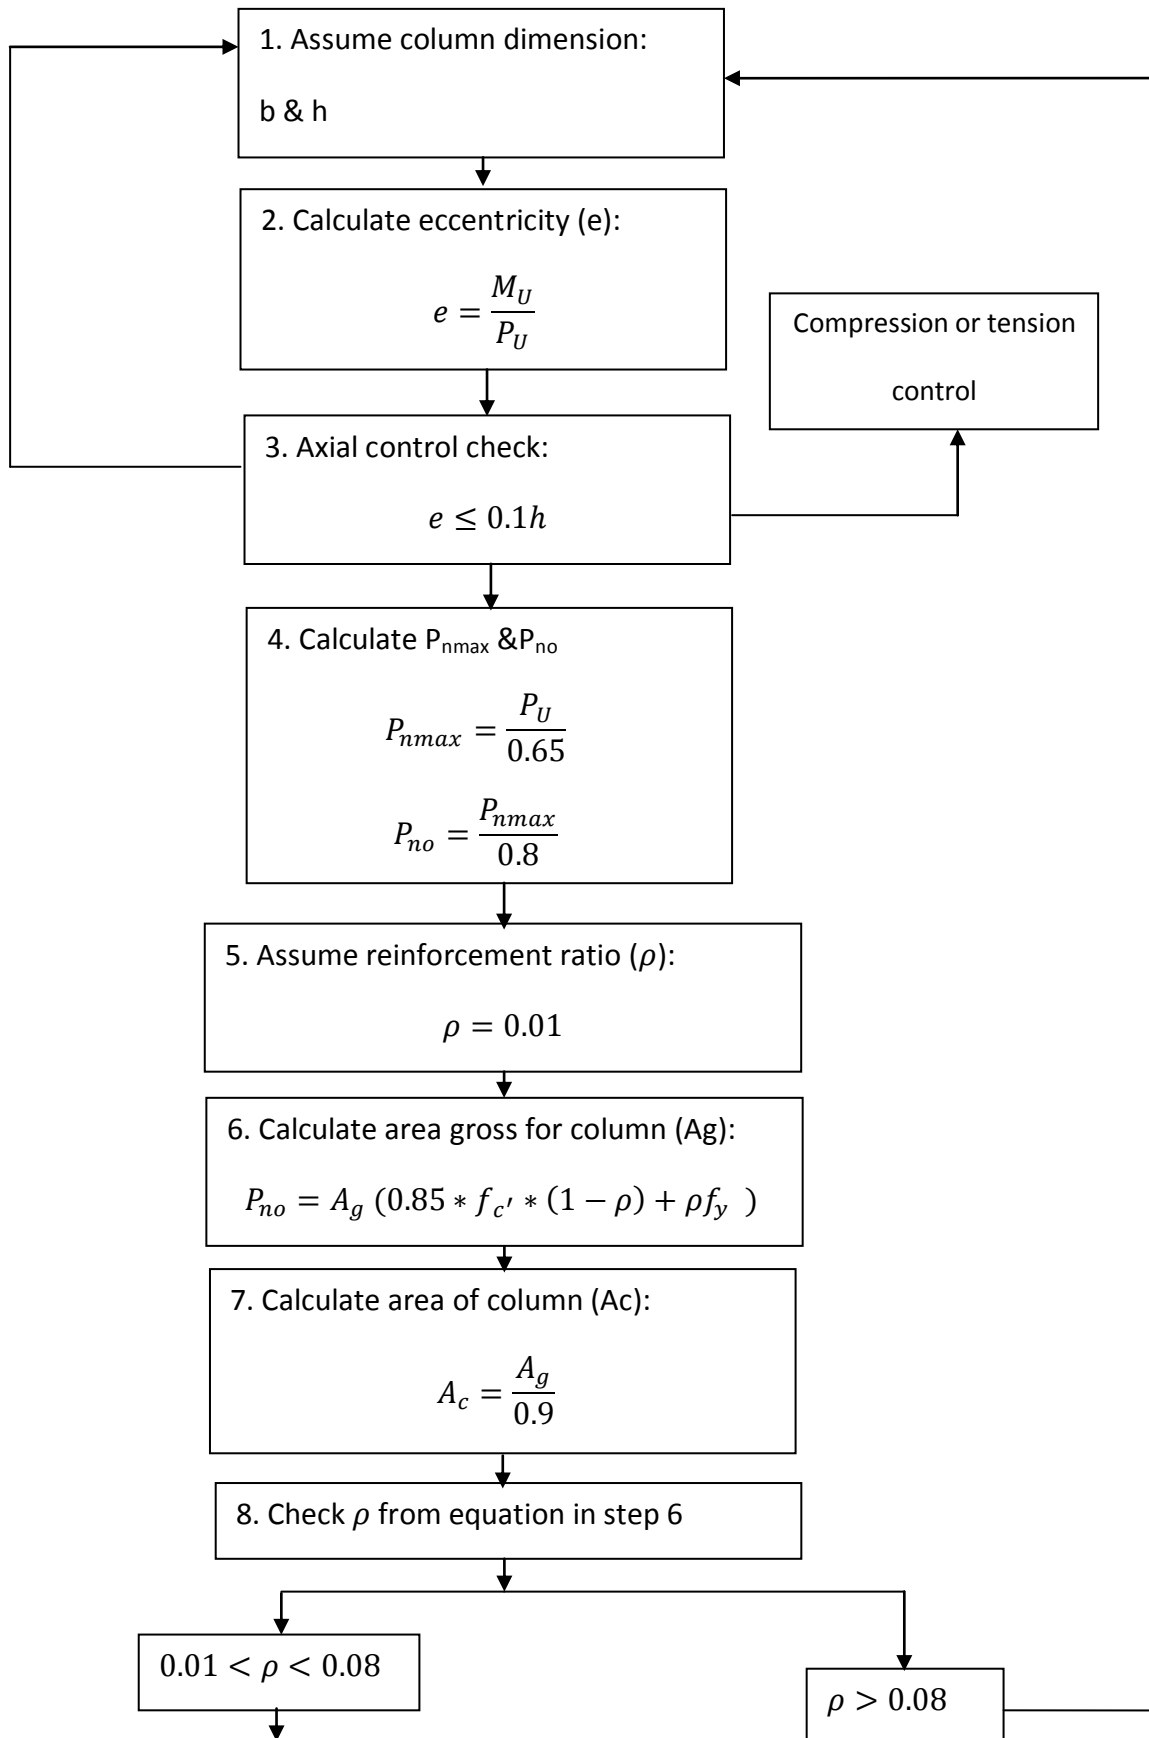 1. Assume column dimension:
b & h
2. Calculate eccentricity (e):
e = M_U / P_U
Compression or tension
control
3. Axial control check:
e ≤ 0.1h
4. Calculate P_nmax &P_no
P_nmax = P_U / 0.65
P_no = P_nmax / 0.8
5. Assume reinforcement ratio (ρ):
ρ = 0.01
6. Calculate area gross for column (Ag):
P_no = A_g (0.85 * f_c′ * (1 − ρ) + ρf_y )
7. Calculate area of column (Ac):
A_c = A_g / 0.9
8. Check ρ from equation in step 6
0.01 < ρ < 0.08
ρ > 0.08